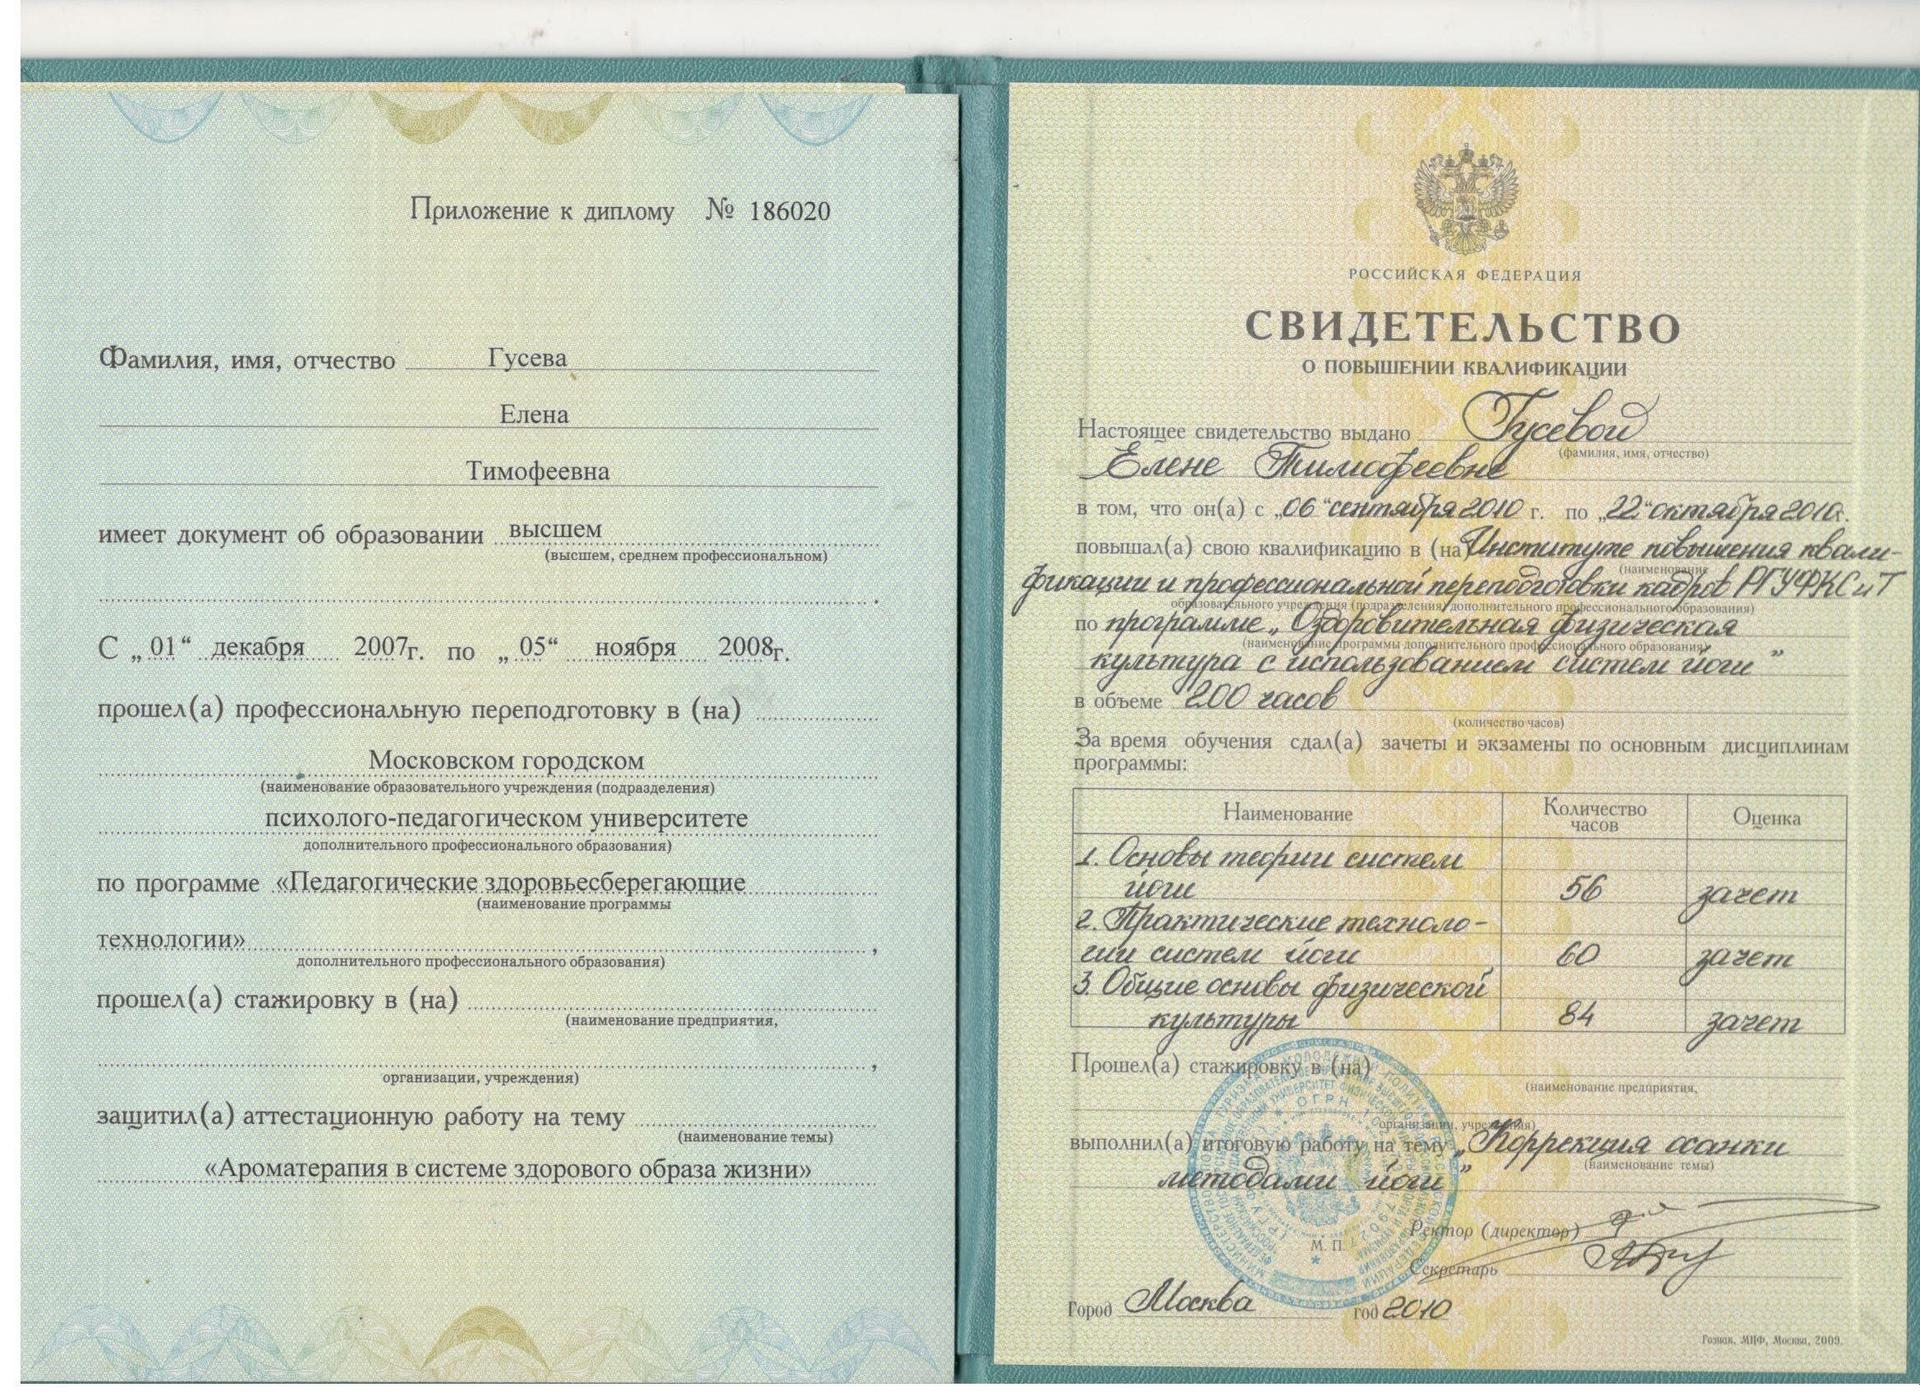 Приложение к диплому № 186020
Фамилия, имя, отчество Гусева
Елена
Тимофеевна
имеет документ об образовании высшем
(высшем, среднем профессиональном)
С „01“ декабря 2007г. по „05“ ноября 2008г.
прошел(а) профессиональную переподготовку в (на)
Московском городском
(наименование образовательного учреждения (подразделения)
психолого-педагогическом университете
дополнительного профессионального образования)
по программе «Педагогические здоровьесберегающие
(наименование программы
технологии» ,
дополнительного профессионального образования)
прошел(а) стажировку в (на)
(наименование предприятия,
,
организации, учреждения)
защитил(а) аттестационную работу на тему
(наименование темы)
«Ароматерапия в системе здорового образа жизни»
РОССИЙСКАЯ ФЕДЕРАЦИЯ
СВИДЕТЕЛЬСТВО
О ПОВЫШЕНИИ КВАЛИФИКАЦИИ
Настоящее свидетельство выдано Гусевой
(фамилия, имя, отчество)
Елене Тимофеевне
в том, что он(а) с „06“ сентября 2010 г. по „22“ октября 2010г.
повышал(а) свою квалификацию в (на) Институте повышения квали-
(наименование
фикации и профессиональной переподготовки кадров РГУФКСиТ
образовательного учреждения (подразделения) дополнительного профессионального образования)
по программе „Оздоровительная физическая
(наименование программы дополнительного профессионального образования)
культура с использованием систем йоги"
в объеме 200 часов
(количество часов)
За время обучения сдал(а) зачеты и экзамены по основным дисциплинам
программы:
Наименование Количество часов Оценка
1. Основы теории систем
йоги 56 зачет
2. Практические техноло-
гии систем йоги 60 зачет
3. Общие основы физической
культуры 84 зачет
Прошел(а) стажировку в (на)
(наименование предприятия,
организации, учреждения)
выполнил(а) итоговую работу на тему „Коррекция осанки
(наименование темы)
методами йоги"
М. П. Ректор (директор)
Секретарь
Город Москва год 2010
Гознак, МПФ, Москва, 2009.